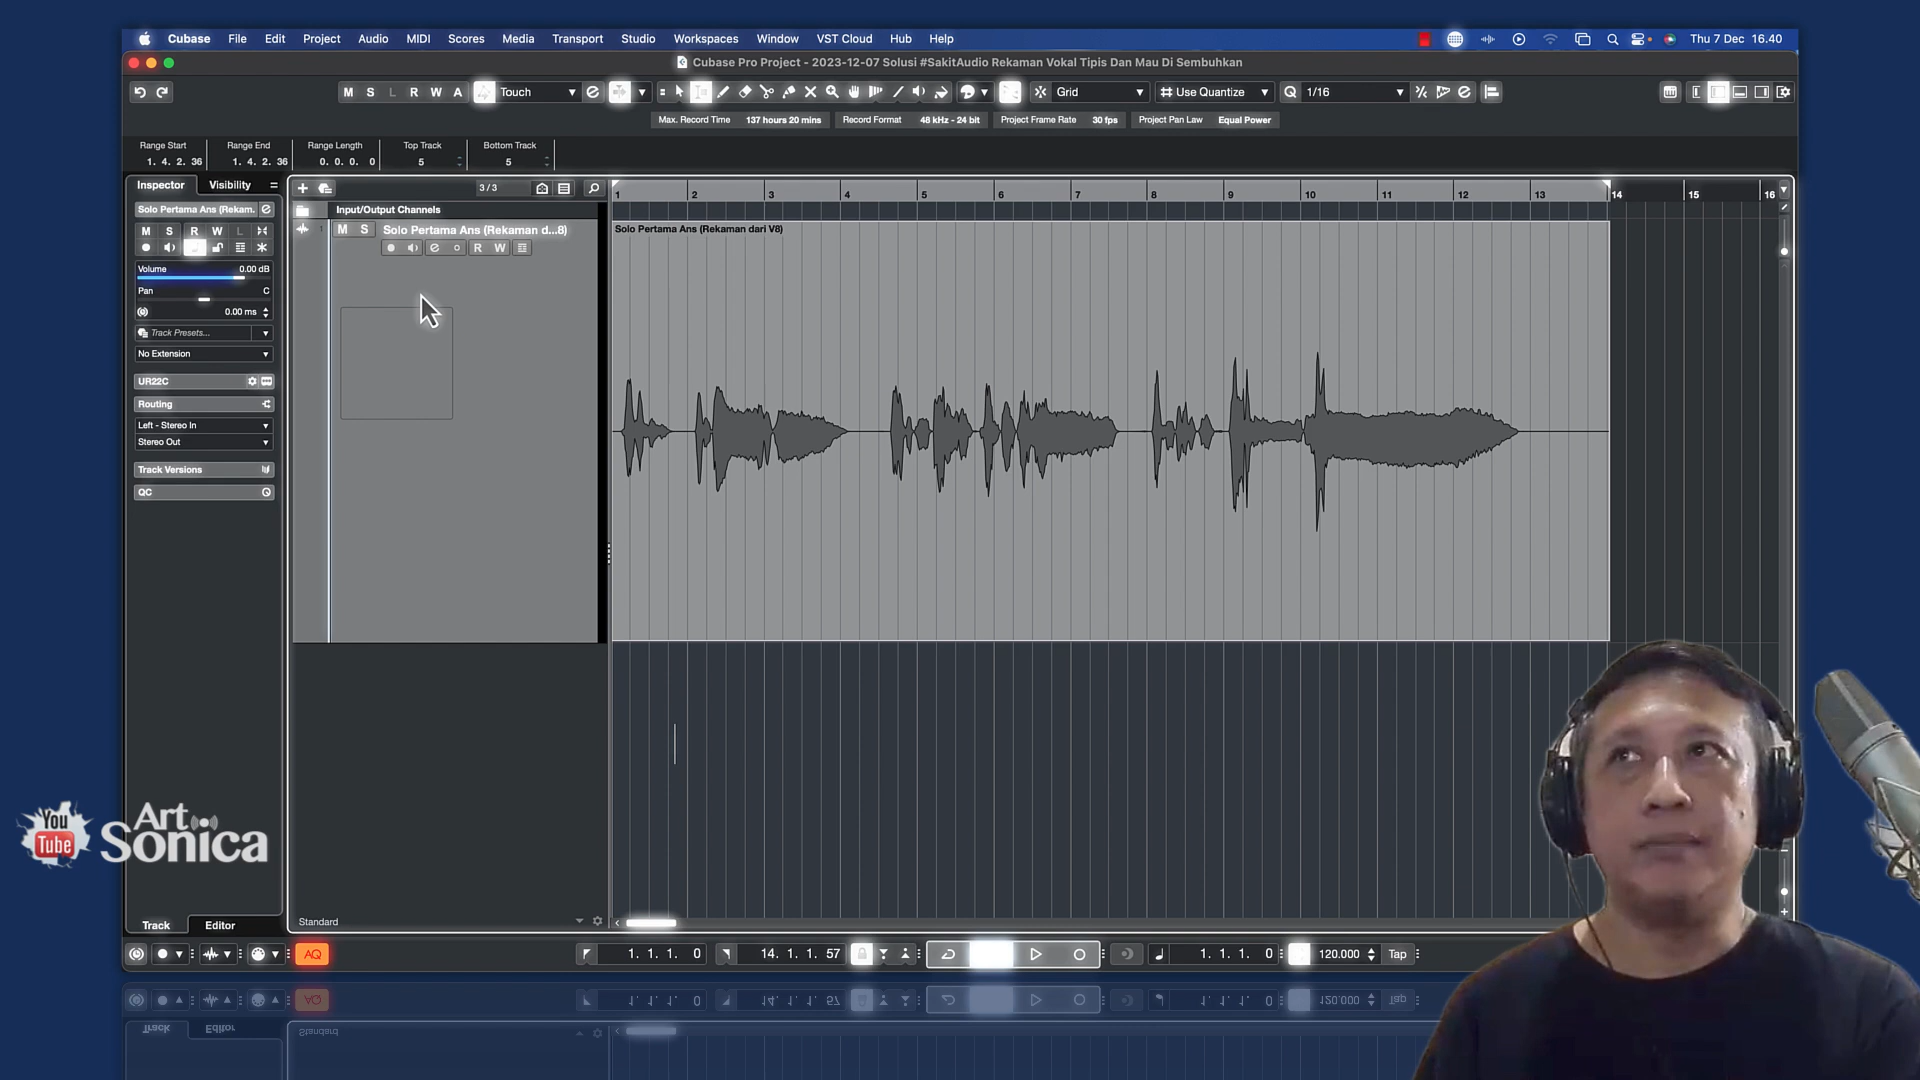 Cubase File Edit Project Audio MIDI Scores Media Transport Studio Workspaces Window VST Cloud Hub Help Thu 7 Dec 16.40
Cubase Pro Project - 2023-12-07 Solusi #SakitAudio Rekaman Vokal Tipis Dan Mau Di Sembuhkan
M S L R W A Touch Grid # Use Quantize Q 1/16
Max. Record Time 137 hours 20 mins Record Format 48 kHz - 24 bit Project Frame Rate 30 fps Project Pan Law Equal Power
Range Start Range End Range Length Top Track Bottom Track
1. 4. 2. 36 1. 4. 2. 36 0. 0. 0. 0 5 5
Inspector Visibility 3/3 1 2 3 4 5 6 7 8 9 10 11 12 13 14 15 16
Solo Pertama Ans (Rekam. Input/Output Channels
M S R W L 1 M S Solo Pertama Ans (Rekaman d...8) Solo Pertama Ans (Rekaman dari V8)
R W
Volume 0.00 dB
Pan C
0.00 ms
Track Presets...
No Extension
UR22C
Routing
Left - Stereo In
Stereo Out
Track Versions
QC Q
You Tube Art Sonica
Track Editor Standard
AQ 1. 1. 1. 0 14. 1. 1. 57 1. 1. 1. 0 120.000 Tap